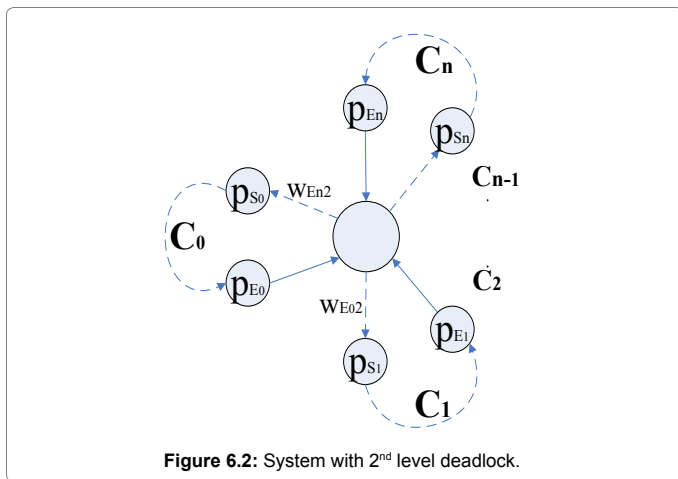 Cn
pEn
pSn
Cn-1
pS0
wEn2
C0
pE0
C2
wE02
pE1
pS1
C1
Figure 6.2: System with 2nd level deadlock.